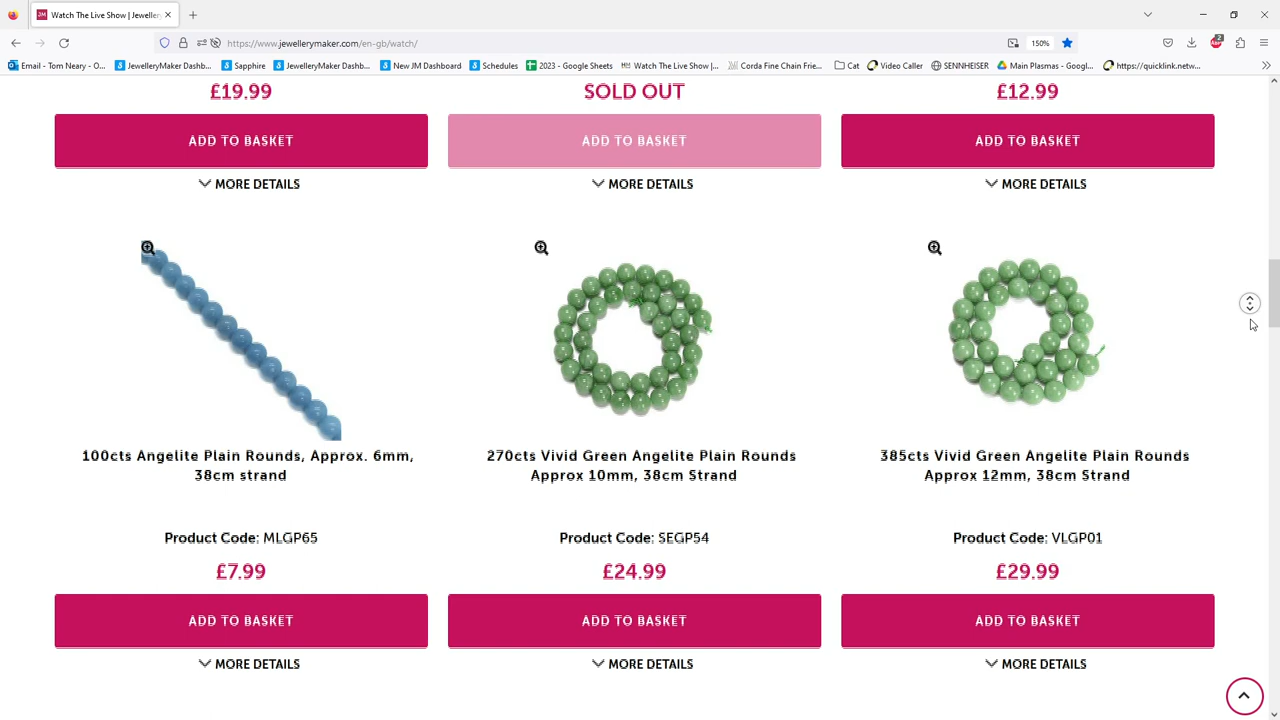 Watch The Live Show | Jeweller
https://www.jewellerymaker.com/en-gb/watch/
150%
2
Email - Tom Neary - O...
JewelleryMaker Dashb...
Sapphire
JewelleryMaker Dashb...
New JM Dashboard
Schedules
2023 - Google Sheets
Watch The Live Show |...
Corda Fine Chain Frie...
Cat
Video Caller
SENNHEISER
Main Plasmas - Googl...
https://quicklink.netw...
£19.99
SOLD OUT
£12.99
ADD TO BASKET
ADD TO BASKET
ADD TO BASKET
MORE DETAILS
MORE DETAILS
MORE DETAILS
100cts Angelite Plain Rounds, Approx. 6mm,
38cm strand
270cts Vivid Green Angelite Plain Rounds
Approx 10mm, 38cm Strand
385cts Vivid Green Angelite Plain Rounds
Approx 12mm, 38cm Strand
Product Code: MLGP65
Product Code: SEGP54
Product Code: VLGP01
£7.99
£24.99
£29.99
ADD TO BASKET
ADD TO BASKET
ADD TO BASKET
MORE DETAILS
MORE DETAILS
MORE DETAILS